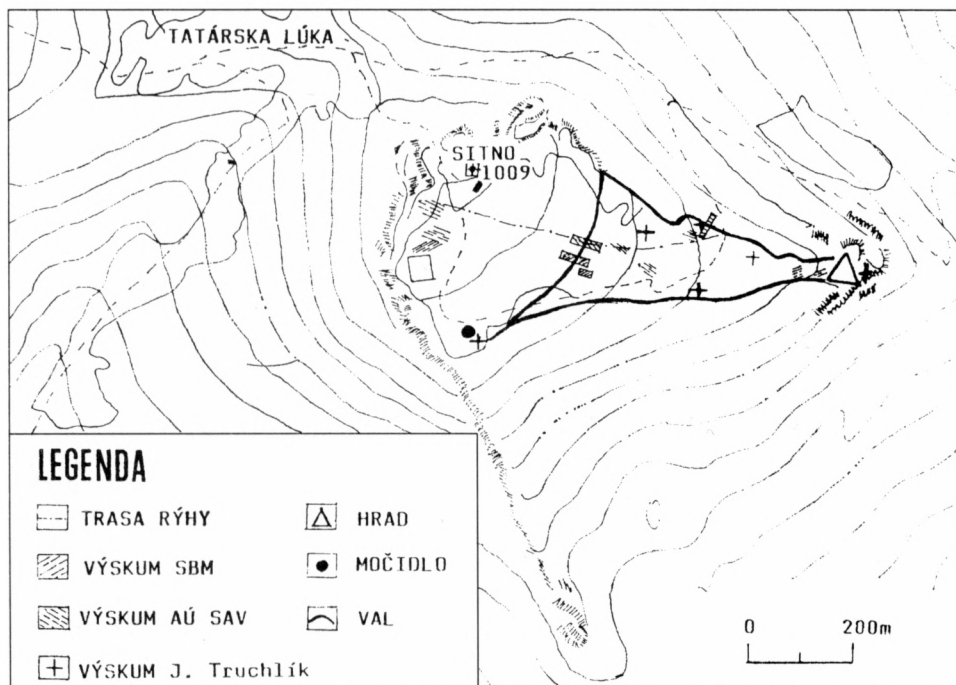 TATÁRSKA LÚKA
SITNO
1009
LEGENDA
TRASA RÝHY
HRAD
VÝSKUM SBM
MOČIDLO
VÝSKUM AÚ SAV
VAL
VÝSKUM J. Truchlík
0 200m